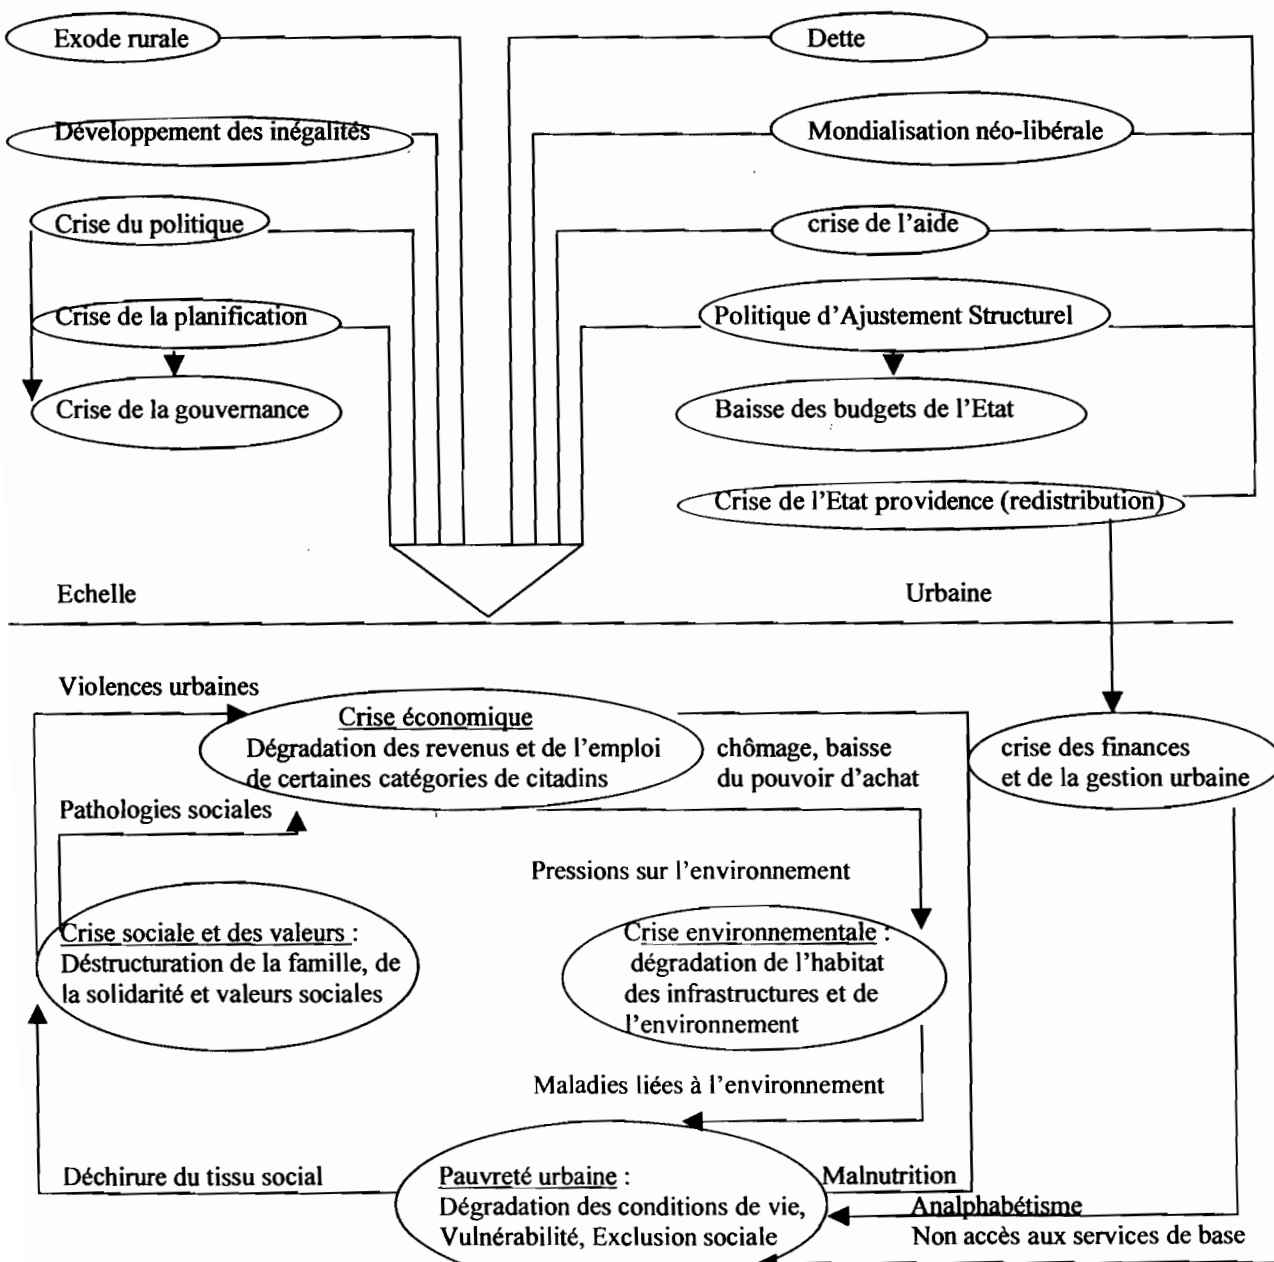 Exode rurale
Dette
Développement des inégalités
Mondialisation néo-libérale
Crise du politique
crise de l'aide
Crise de la planification
Politique d'Ajustement Structurel
Crise de la gouvernance
Baisse des budgets de l'Etat
Crise de l'Etat providence (redistribution)
Echelle
Urbaine
Violences urbaines
Crise économique
Dégradation des revenus et de l'emploi
de certaines catégories de citadins
chômage, baisse
du pouvoir d'achat
crise des finances
et de la gestion urbaine
Pathologies sociales
Pressions sur l'environnement
Crise sociale et des valeurs :
Déstructuration de la famille, de
la solidarité et valeurs sociales
Crise environnementale :
dégradation de l'habitat
des infrastructures et de
l'environnement
Maladies liées à l'environnement
Déchirure du tissu social
Pauvreté urbaine :
Dégradation des conditions de vie,
Vulnérabilité, Exclusion sociale
Malnutrition
Analphabétisme
Non accès aux services de base